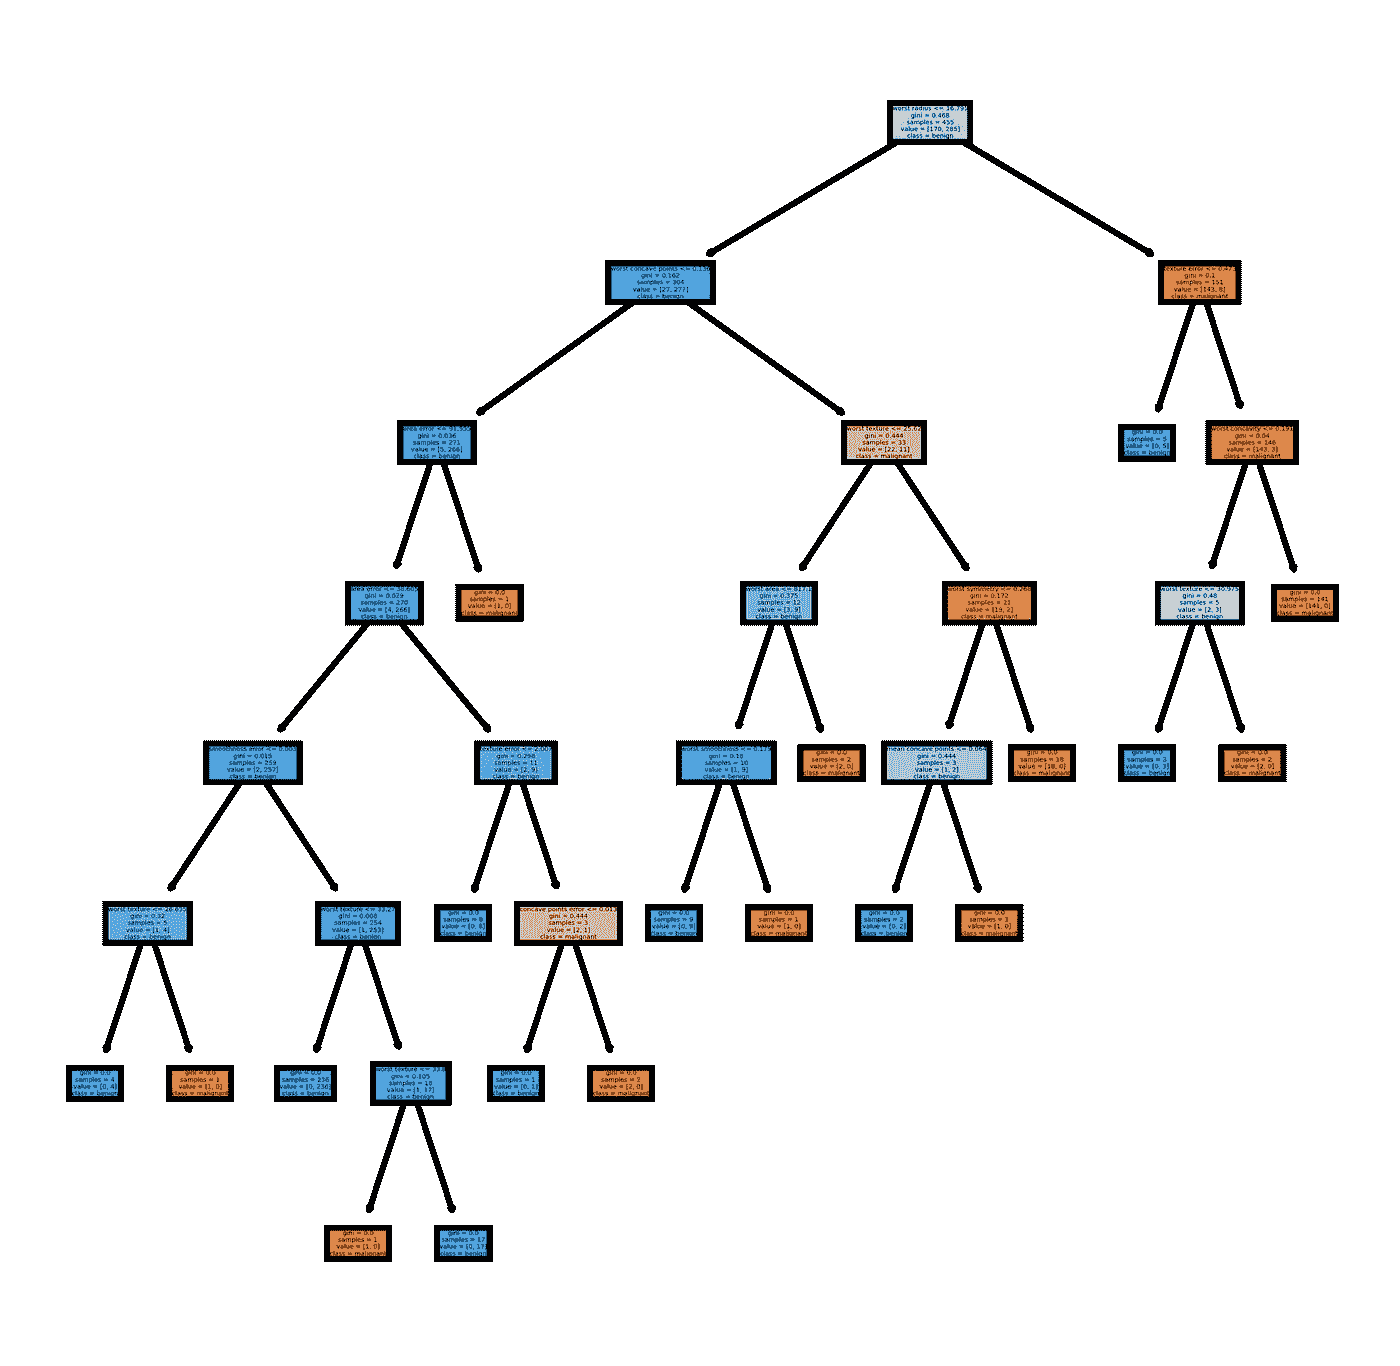 worst radius <= 16.795
gini = 0.468
samples = 455
value = [170, 285]
class = benign
worst concave points <= 0.136
gini = 0.162
samples = 304
value = [27, 277]
class = benign
texture error <= 0.473
gini = 0.1
samples = 151
value = [143, 8]
class = malignant
area error <= 91.555
gini = 0.036
samples = 271
value = [5, 266]
class = benign
worst texture <= 25.62
gini = 0.444
samples = 33
value = [22, 11]
class = malignant
gini = 0.0
samples = 5
value = [0, 5]
class = benign
worst concavity <= 0.191
gini = 0.04
samples = 146
value = [143, 3]
class = malignant
area error <= 38.605
gini = 0.029
samples = 270
value = [4, 266]
class = benign
gini = 0.0
samples = 1
value = [1, 0]
class = malignant
worst area <= 817.1
gini = 0.375
samples = 12
value = [3, 9]
class = benign
worst symmetry <= 0.268
gini = 0.172
samples = 21
value = [19, 2]
class = malignant
worst texture <= 30.975
gini = 0.48
samples = 5
value = [2, 3]
class = benign
gini = 0.0
samples = 141
value = [141, 0]
class = malignant
smoothness error <= 0.003
gini = 0.015
samples = 259
value = [2, 257]
class = benign
texture error <= 2.007
gini = 0.298
samples = 11
value = [2, 9]
class = benign
worst smoothness <= 0.179
gini = 0.18
samples = 10
value = [1, 9]
class = benign
gini = 0.0
samples = 2
value = [2, 0]
class = malignant
mean concave points <= 0.064
gini = 0.444
samples = 3
value = [1, 2]
class = benign
gini = 0.0
samples = 18
value = [18, 0]
class = malignant
gini = 0.0
samples = 3
value = [0, 3]
class = benign
gini = 0.0
samples = 2
value = [2, 0]
class = malignant
worst texture <=
gini = 0.32
samples = 5
value = [1, 4]
class = benign
worst texture <= 33.27
gini = 0.008
samples = 254
value = [1, 253]
class = benign
gini = 0.0
samples = 8
value = [0, 8]
class = benign
concave points error <= 0.013
gini = 0.444
samples = 3
value = [2, 1]
class = malignant
gini = 0.0
samples = 9
value = [0, 9]
class = benign
gini = 0.0
samples = 1
value = [1, 0]
class = malignant
gini = 0.0
samples = 2
value = [0, 2]
class = benign
gini = 0.0
samples = 1
value = [1, 0]
class = malignant
gini = 0.0
samples = 4
value = [0, 4]
class = benign
gini = 0.0
samples = 1
value = [1, 0]
class = malignant
gini = 0.0
samples = 236
value = [0, 236]
class = benign
worst texture <= 33.8
gini = 0.105
samples = 18
value = [1, 17]
class = benign
gini = 0.0
samples = 1
value = [0, 1]
class = benign
gini = 0.0
samples = 2
value = [2, 0]
class = malignant
gini = 0.0
samples = 1
value = [1, 0]
class = malignant
gini = 0.0
samples = 17
value = [0, 17]
class = benign